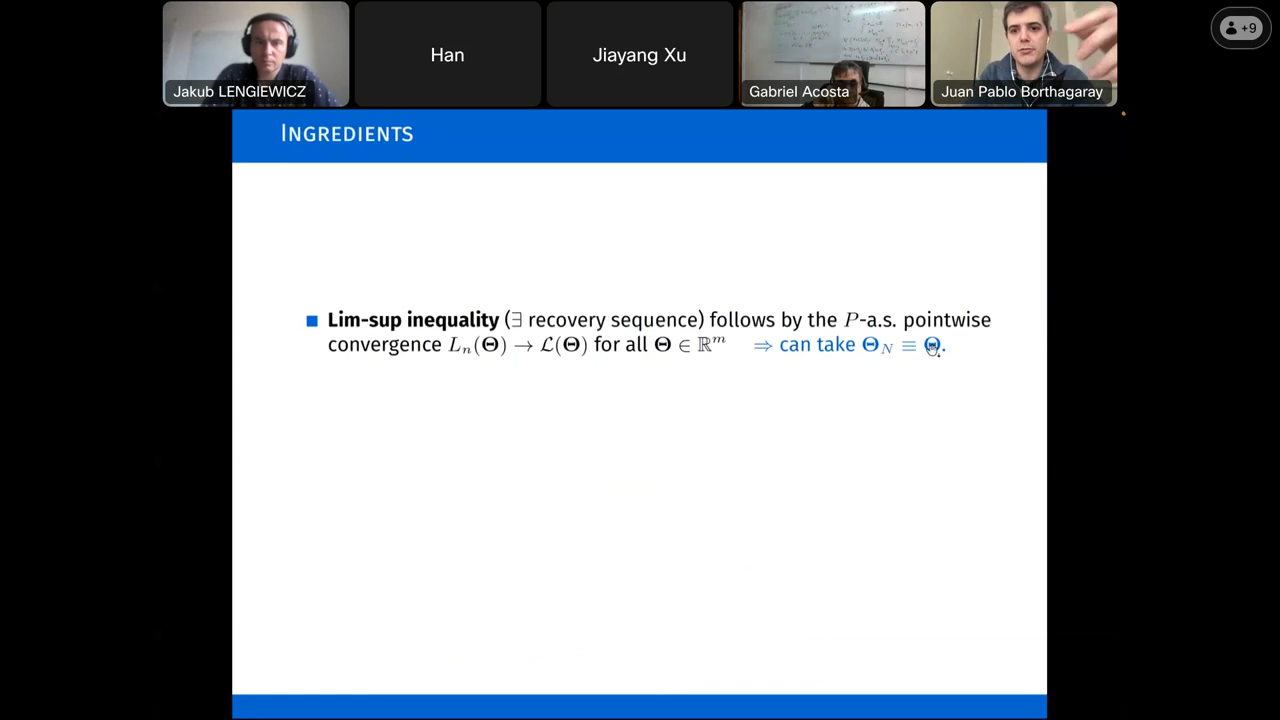 Jakub LENGIEWICZ
Han
Jiayang Xu
Gabriel Acosta
Juan Pablo Borthagaray
+9
INGREDIENTS
■ Lim-sup inequality (∃ recovery sequence) follows by the P-a.s. pointwise
convergence Lₙ(Θ) → ℒ(Θ) for all Θ ∈ ℝᵐ ⇒ can take Θ_N ≡ Θ.